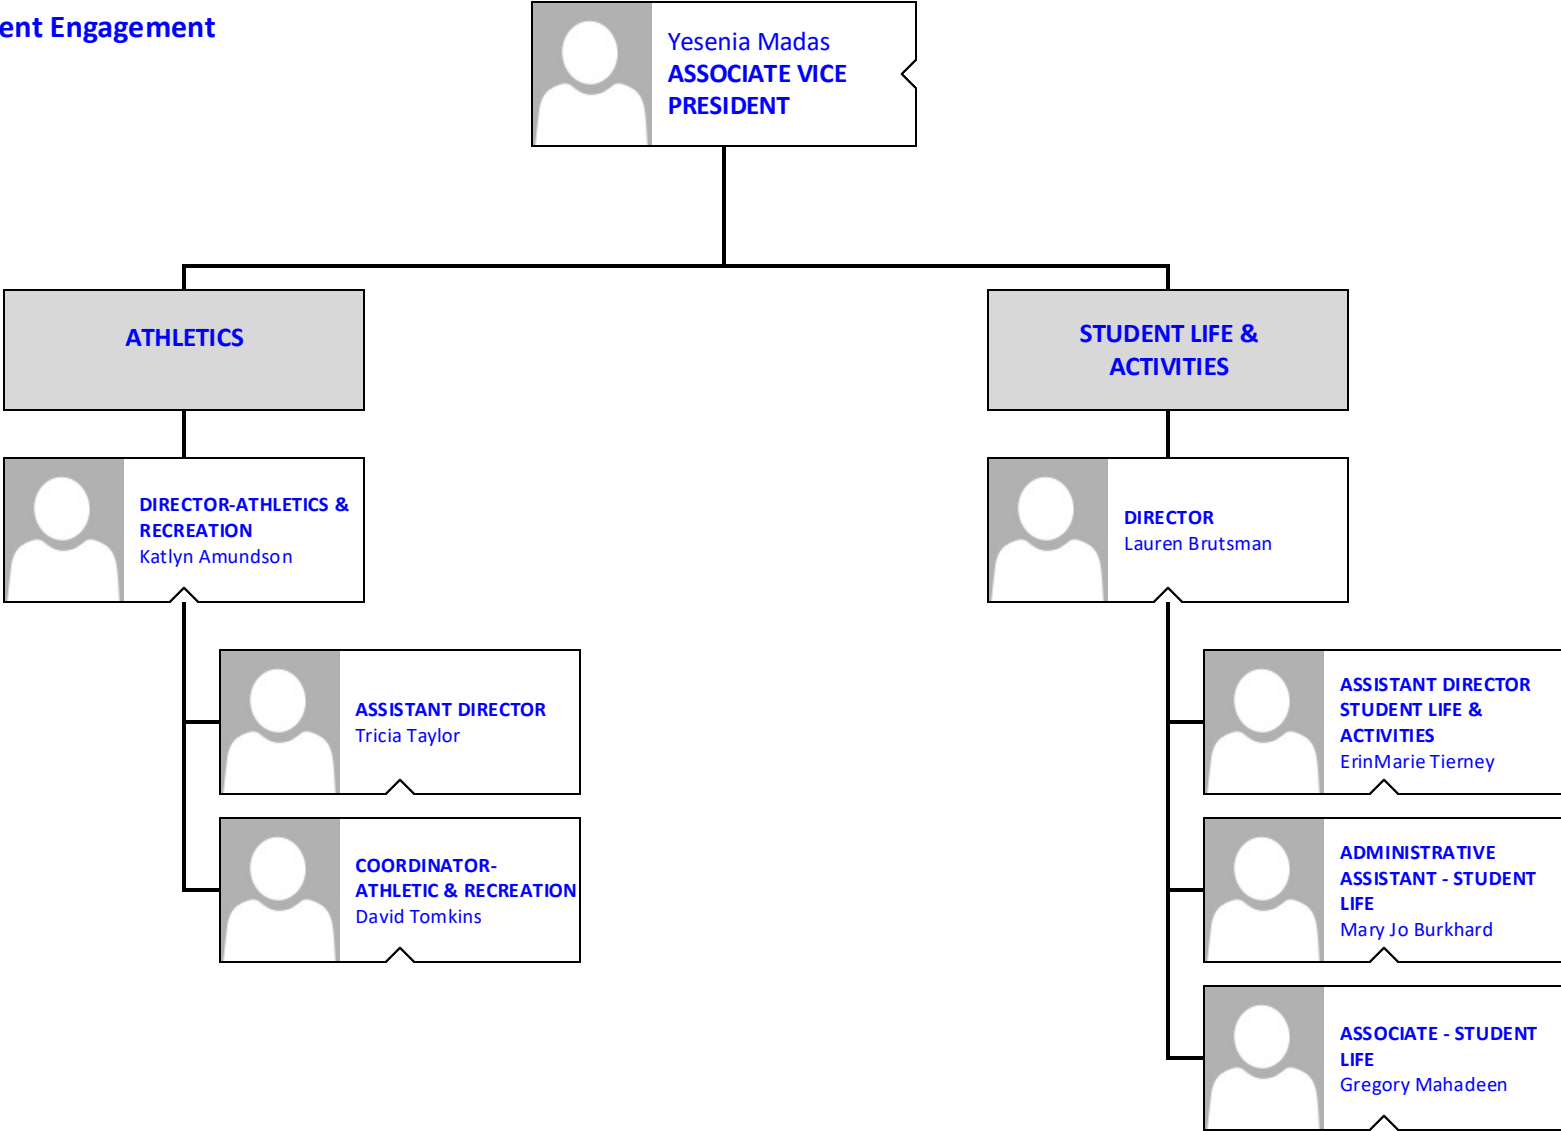 ent Engagement
Yesenia Madas
ASSOCIATE VICE
PRESIDENT
ATHLETICS
STUDENT LIFE &
ACTIVITIES
DIRECTOR-ATHLETICS &
RECREATION
Katlyn Amundson
DIRECTOR
Lauren Brutsman
ASSISTANT DIRECTOR
Tricia Taylor
COORDINATOR-
ATHLETIC & RECREATION
David Tomkins
ASSISTANT DIRECTOR
STUDENT LIFE &
ACTIVITIES
ErinMarie Tierney
ADMINISTRATIVE
ASSISTANT - STUDENT
LIFE
Mary Jo Burkhard
ASSOCIATE - STUDENT
LIFE
Gregory Mahadeen